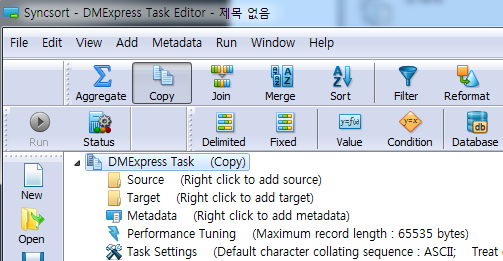 Syncsort - DMExpress Task Editor - 제목 없음
File Edit View Add Metadata Run Window Help
Aggregate Copy Join Merge Sort Filter Reformat
Run Status Delimited Fixed Value Condition Database
New
Open
DMExpress Task (Copy)
Source (Right click to add source)
Target (Right click to add target)
Metadata (Right click to add metadata)
Performance Tuning (Maximum record length : 65535 bytes)
Task Settings (Default character collating sequence : ASCII; Treat